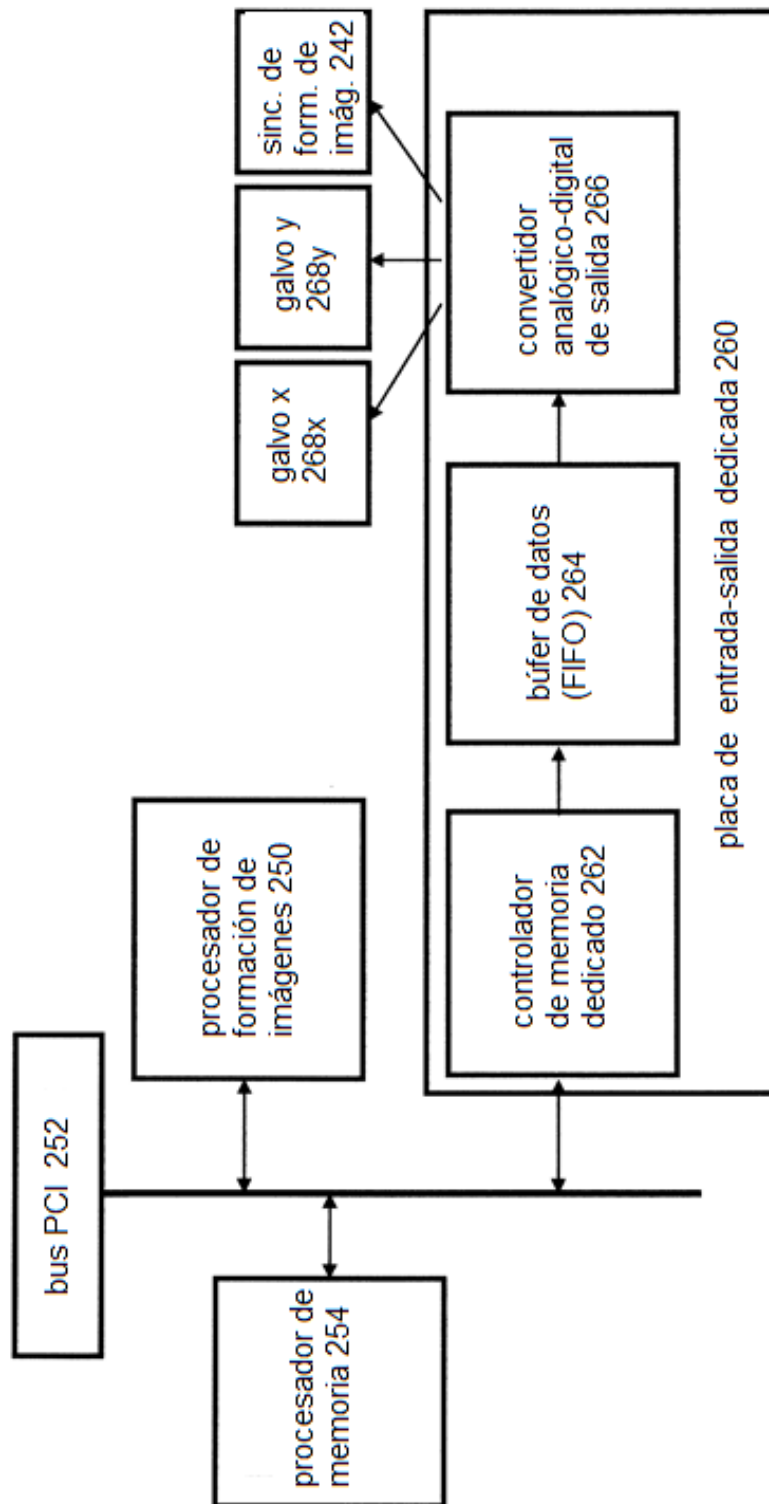 bus PCI 252
procesador de
memoria 254
procesador de
formación de
imágenes 250
galvo x
268x
galvo y
268y
sinc. de
form. de
imág. 242
controlador
de memoria
dedicado 262
búfer de datos
(FIFO) 264
convertidor
analógico-digital
de salida 266
placa de entrada-salida dedicada 260